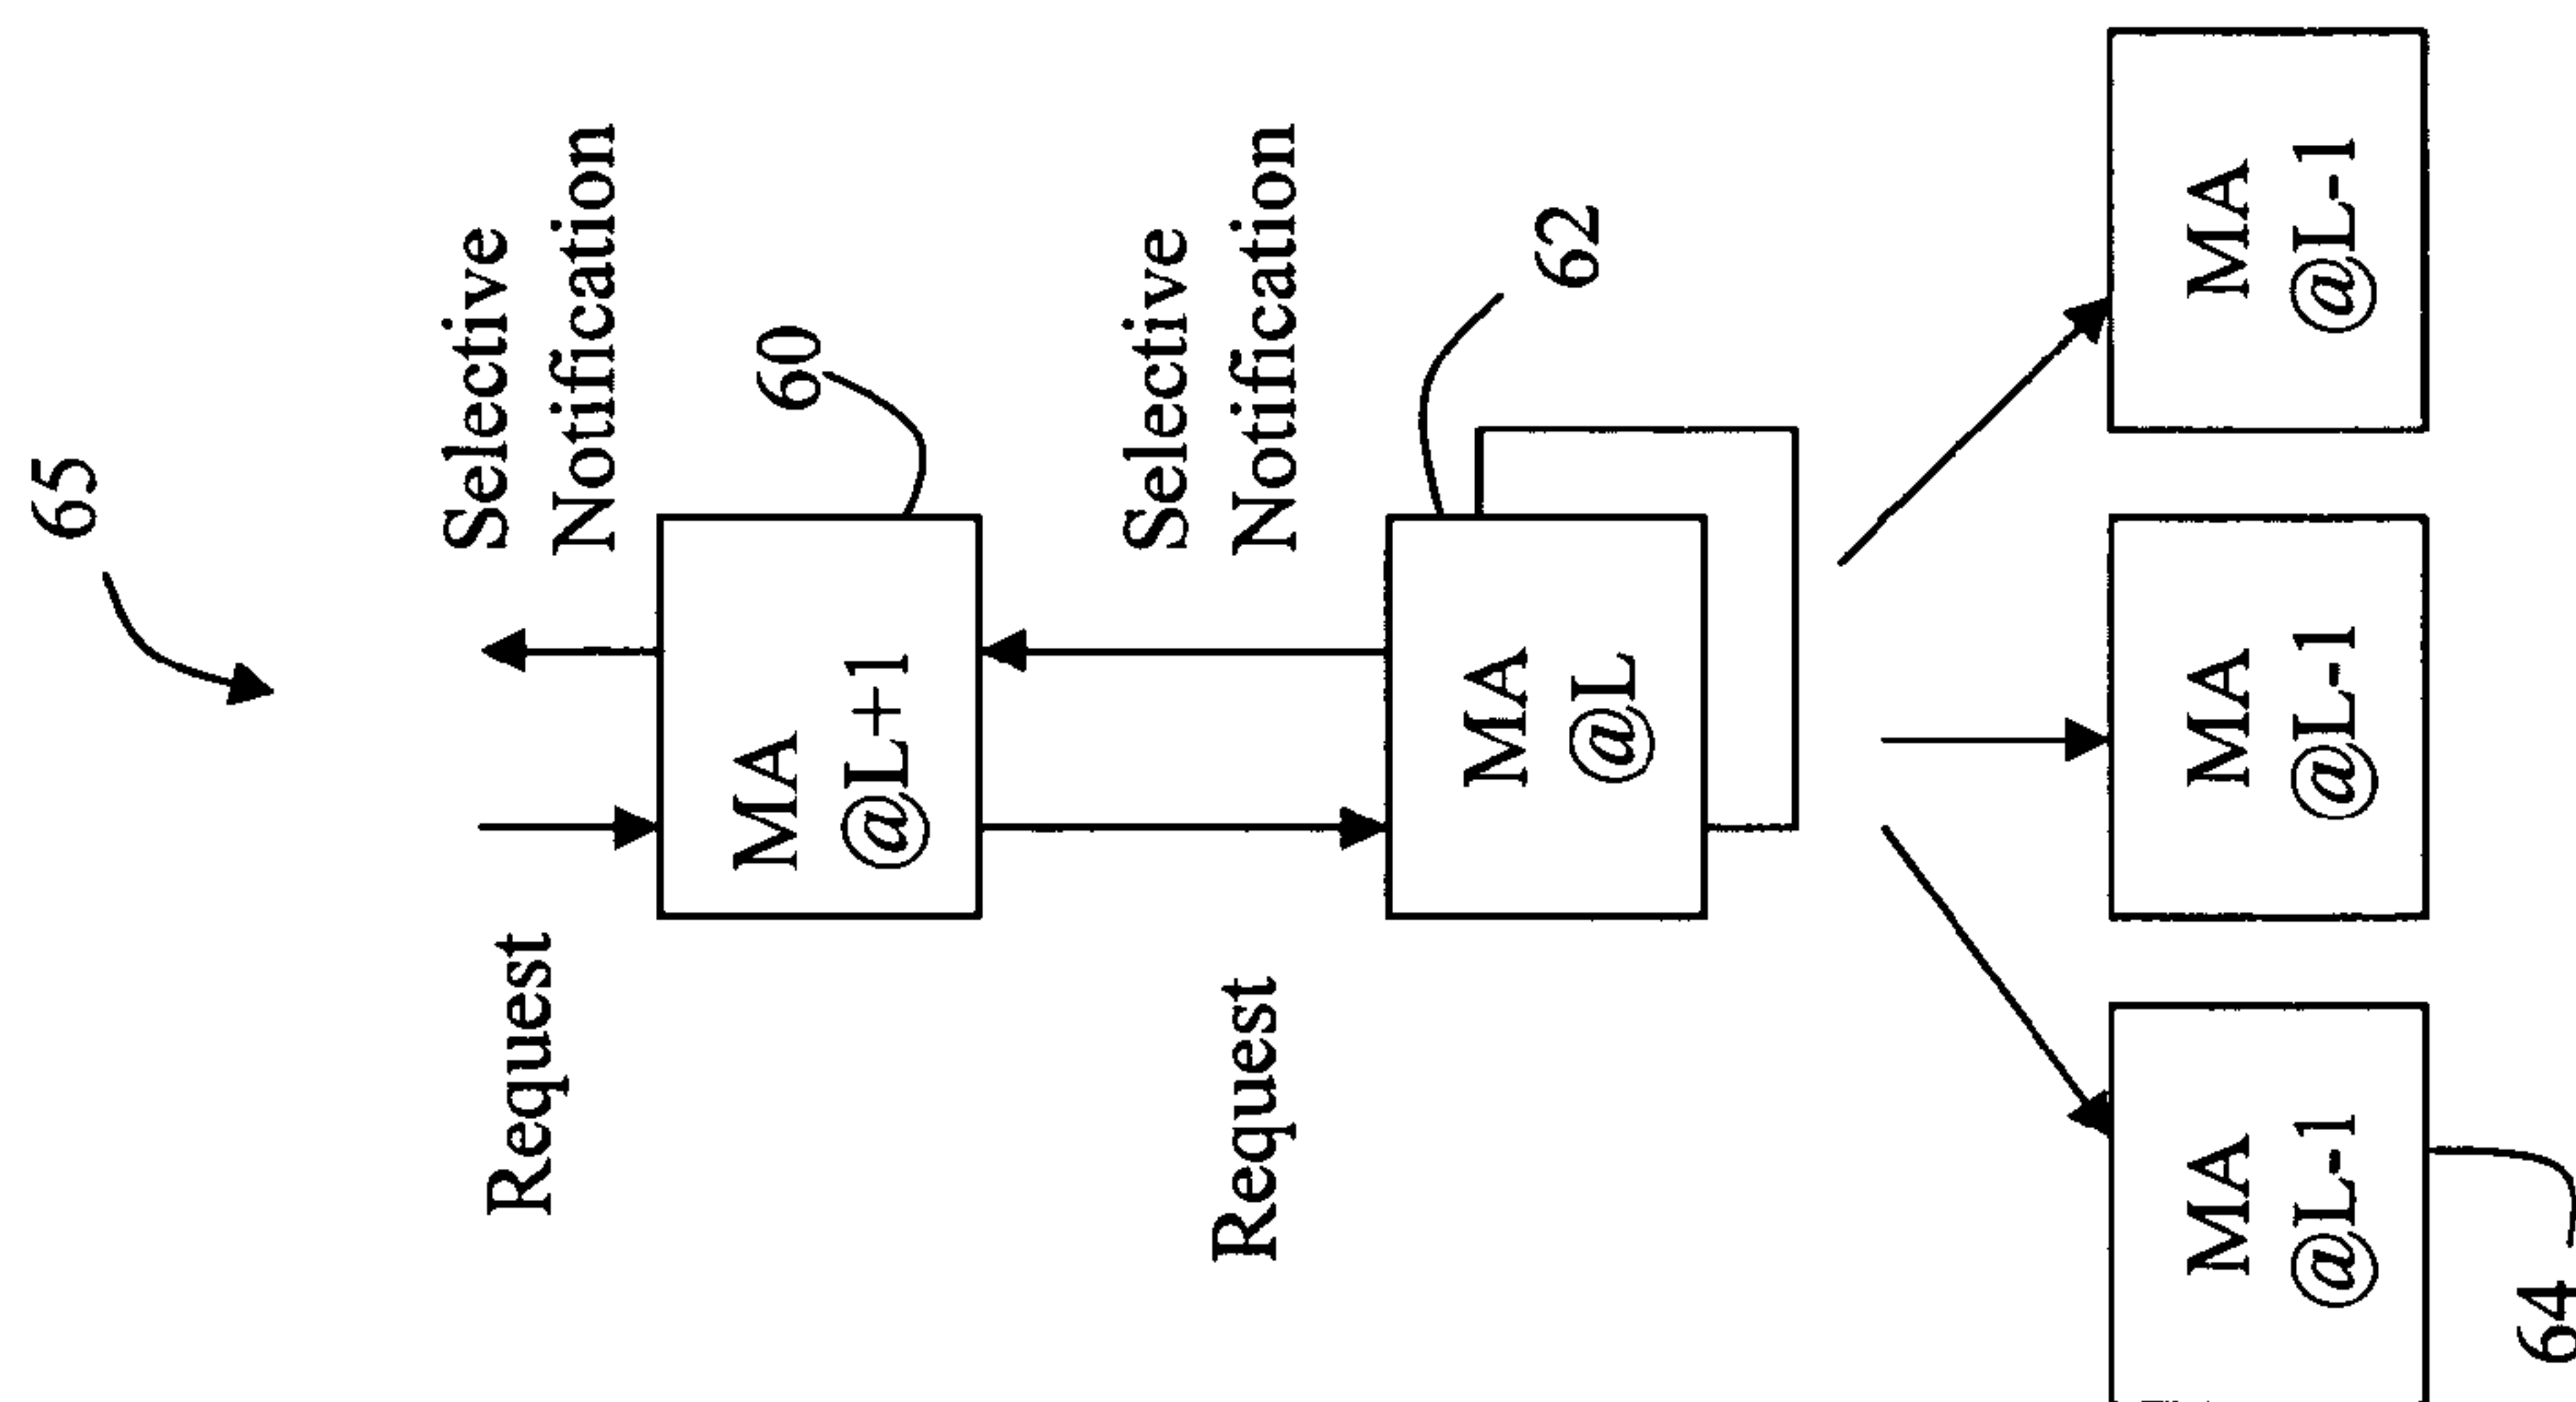 65
Request
Selective
Notification
MA
@L+1
60
Request
Selective
Notification
MA
@L
62
MA
@L-1
MA
@L-1
MA
@L-1
64